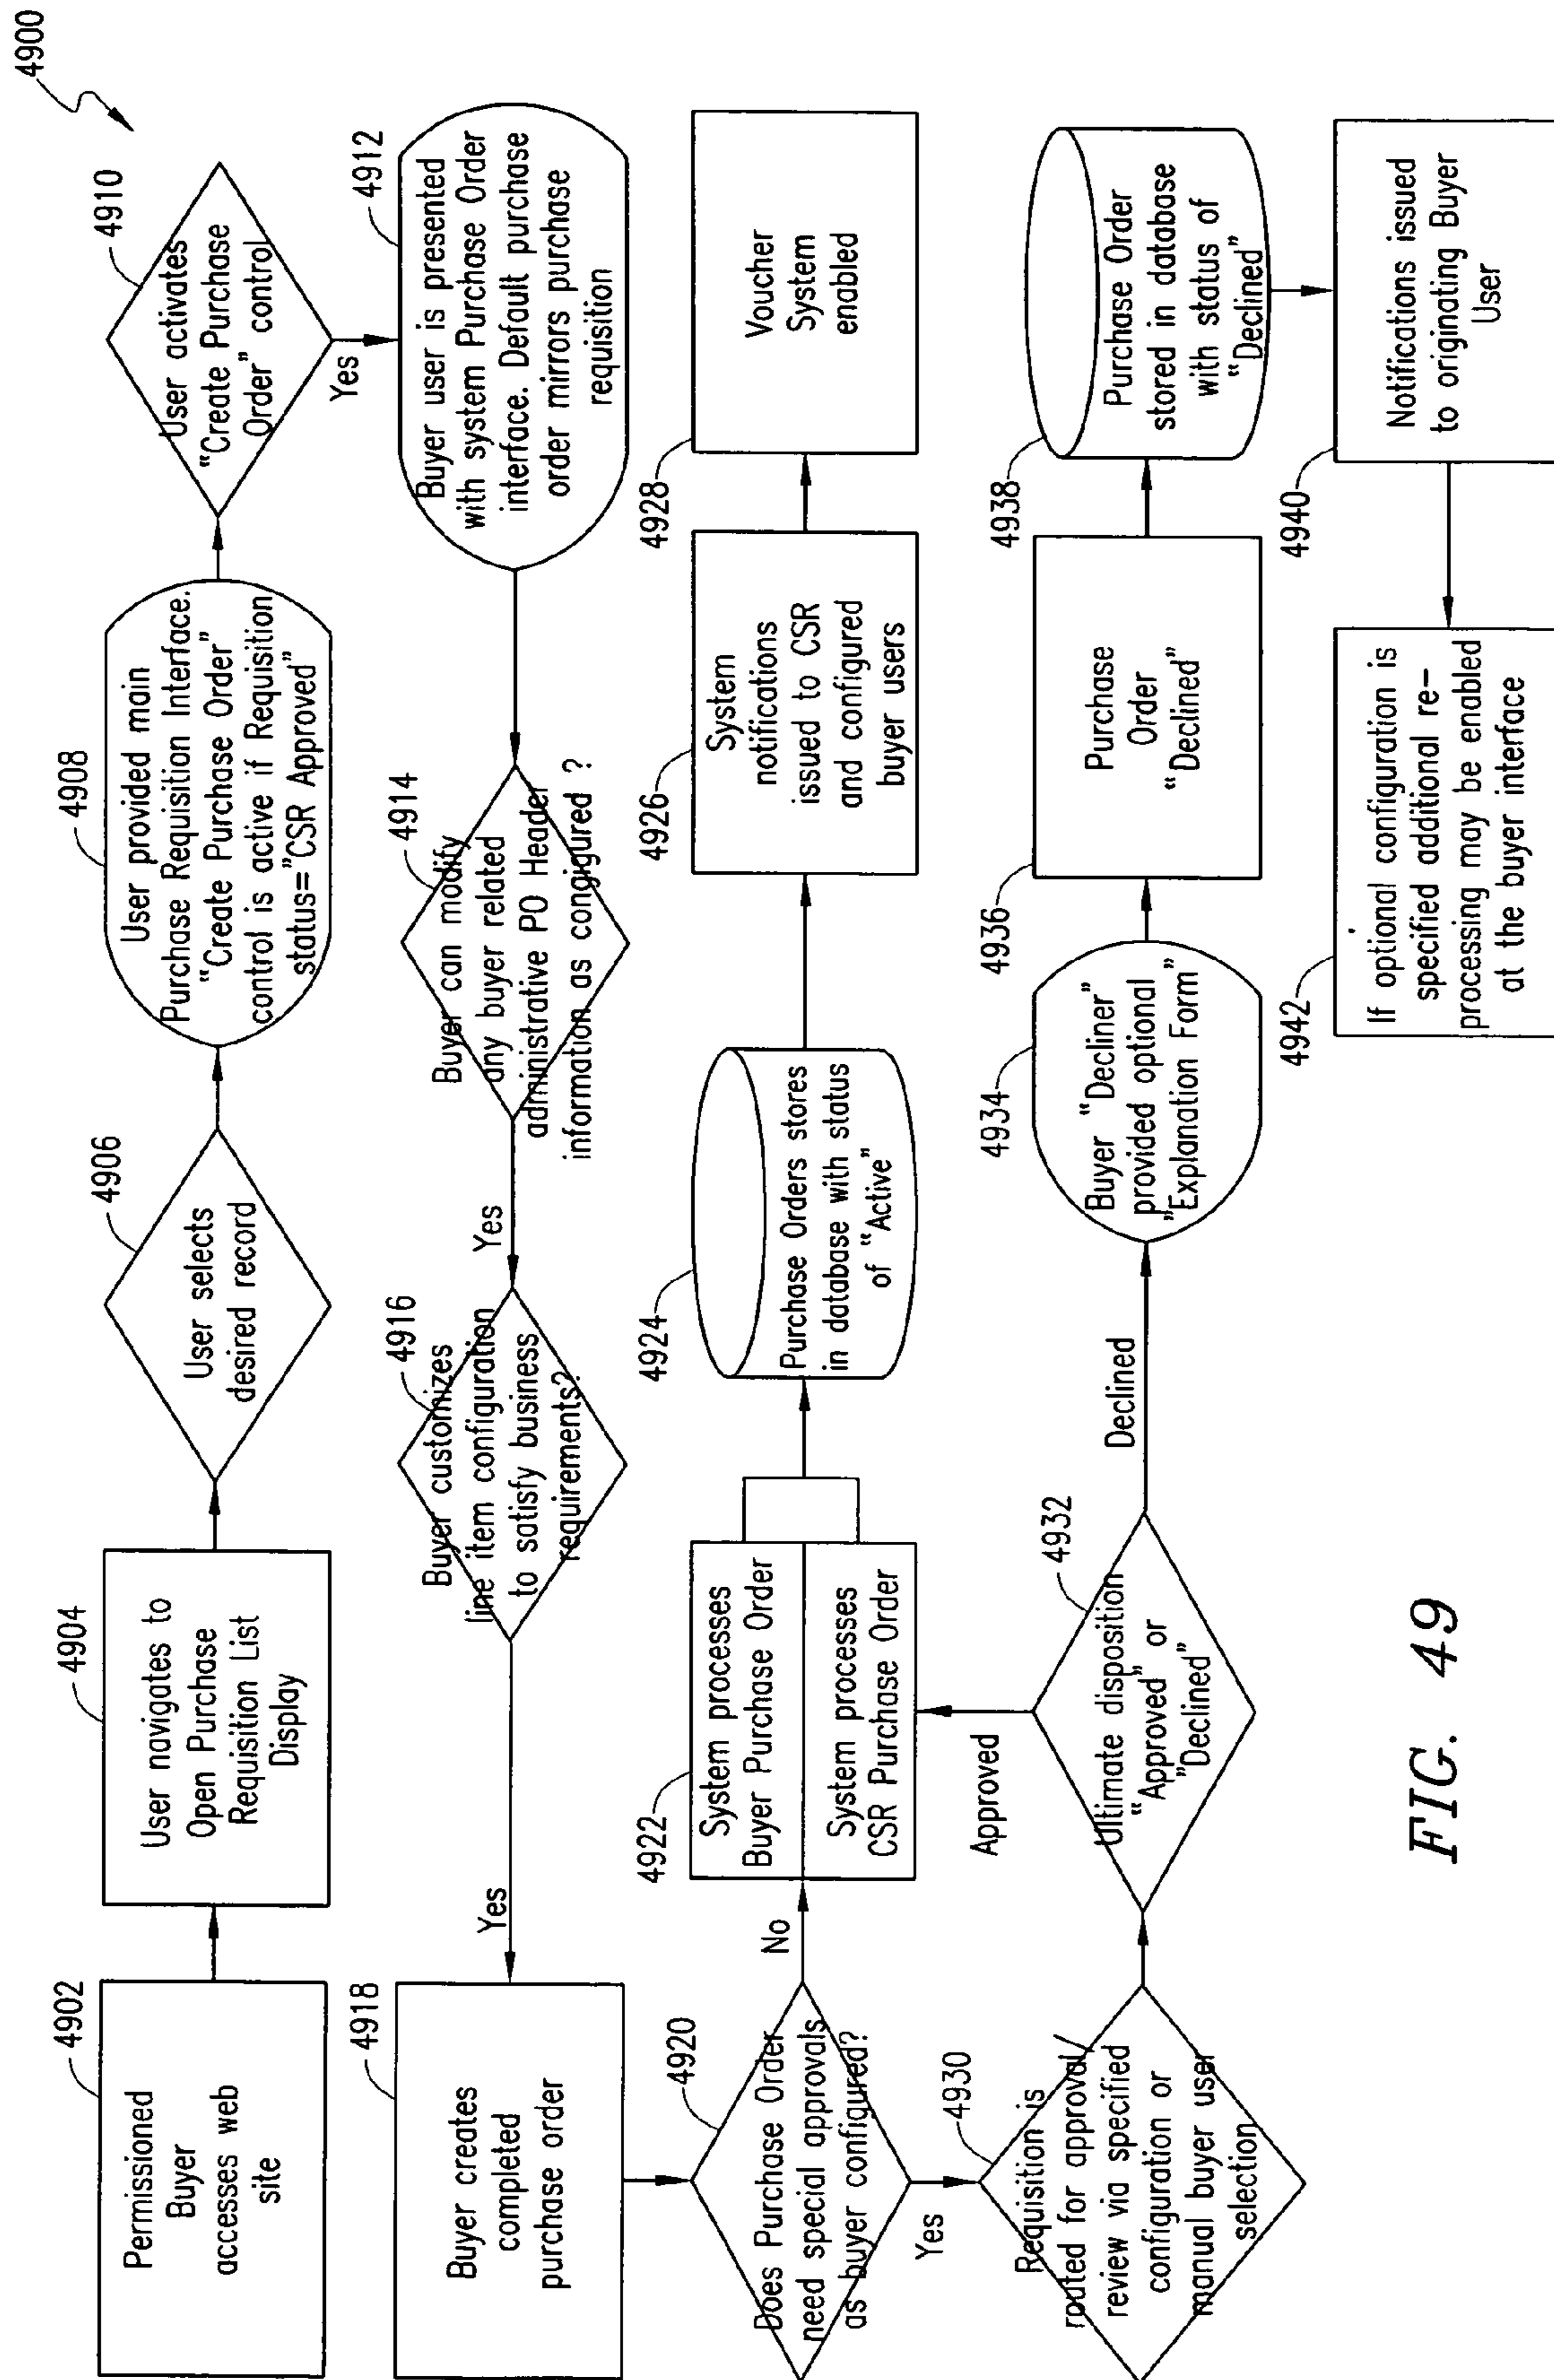 4900
4902
Permissioned
Buyer
accesses web
site
4904
User navigates to
Open Purchase
Requisition List
Display
4906
User selects
desired record
4908
User provided main
Purchase Requisition Interface.
“Create Purchase Order”
control is active if Requisition
status=“CSR Approved”
4910
User activates
“Create Purchase
Order” control
Yes
4912
Buyer user is presented
with system Purchase Order
interface. Default purchase
order mirrors purchase
requisition
4914
Buyer can modify
any buyer related
administrative PO Header
information as congigured ?
Yes
4916
Buyer customizes
line item configuration
to satisfy business
requirements?
Yes
4918
Buyer creates
completed
purchase order
4920
Does Purchase Order
need special approvals
as buyer configured?
No
Yes
4922
System processes
Buyer Purchase Order
System processes
CSR Purchase Order
4924
Purchase Orders stores
in database with status
of “Active”
4926
System
notifications
issued to CSR
and configured
buyer users
4928
Voucher
System
enabled
4930
Requisition is
routed for approval/
review via specified
configuration or
manual buyer user
selection
4932
Ultimate disposition
“Approved” or
”Declined”
Approved
Declined
4934
Buyer “Decliner”
provided optional
”Explanation Form”
4936
Purchase
Order
“Declined”
4938
Purchase Order
stored in database
with status of
“Declined”
4940
Notifications issued
to originating Buyer
User
4942
If optional configuration is
specified additional re-
processing may be enabled
at the buyer interface
FIG. 49